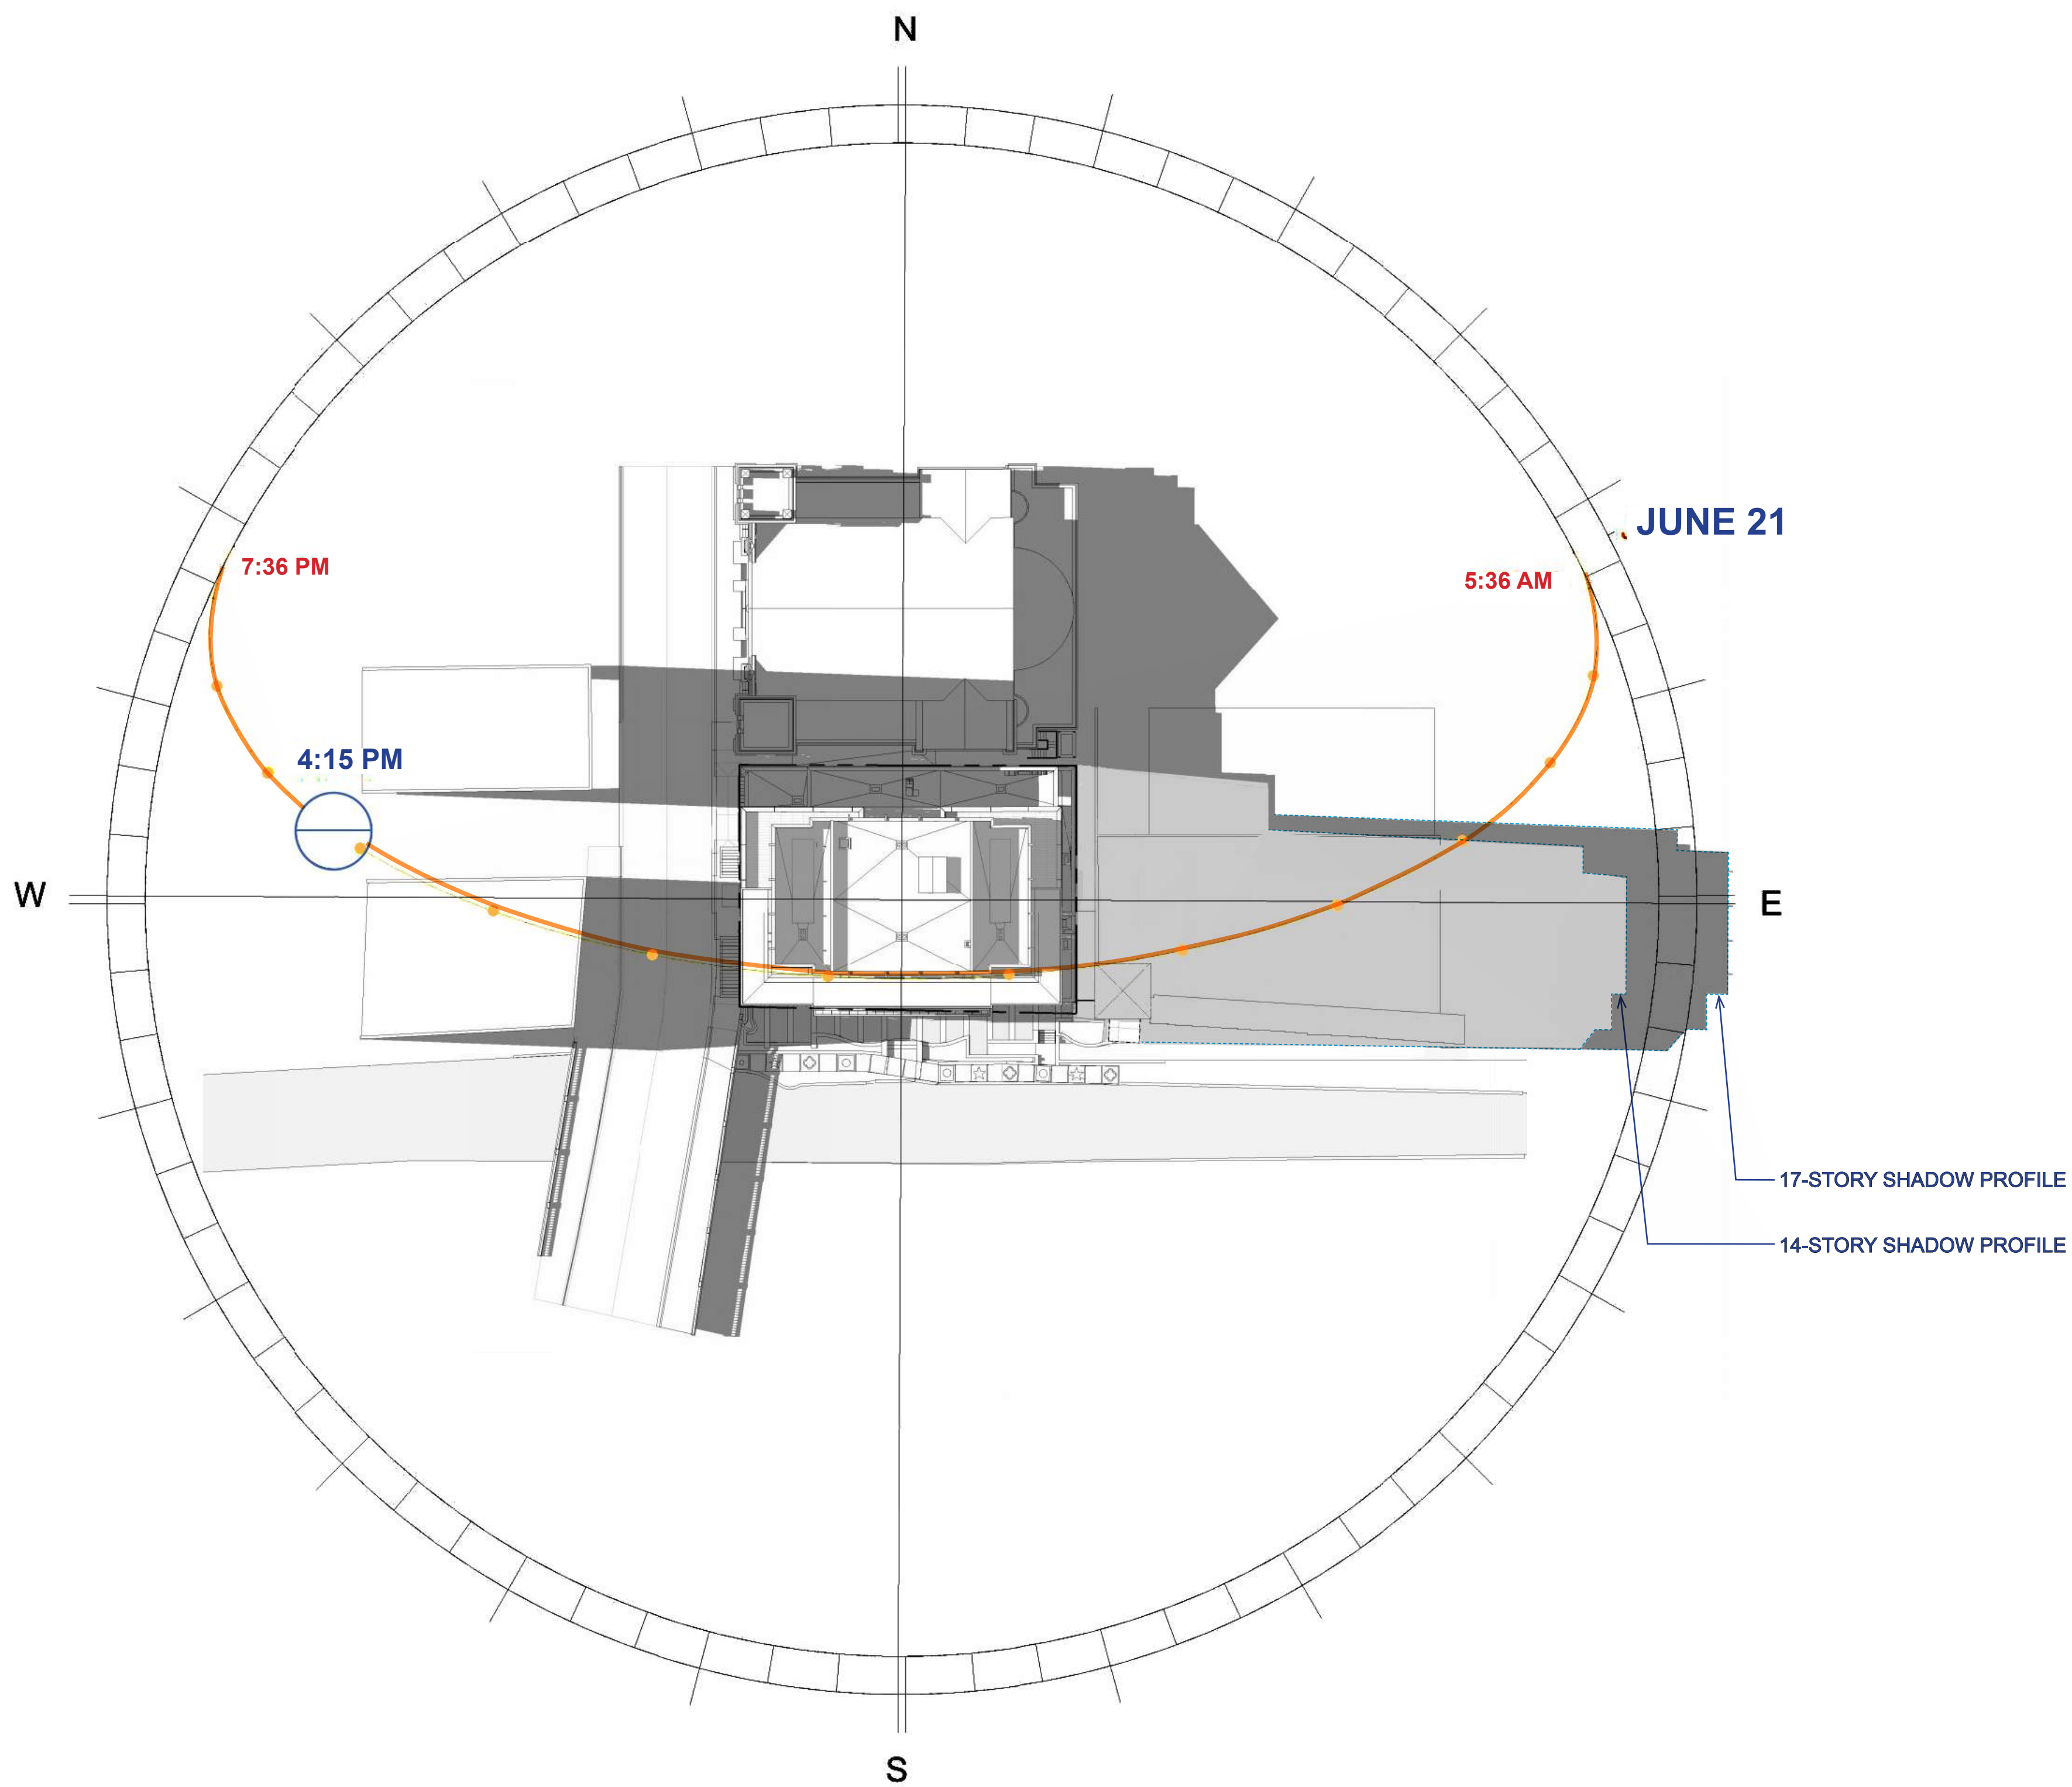 N
JUNE 21
7:36 PM
5:36 AM
4:15 PM
W
E
17-STORY SHADOW PROFILE
14-STORY SHADOW PROFILE
S